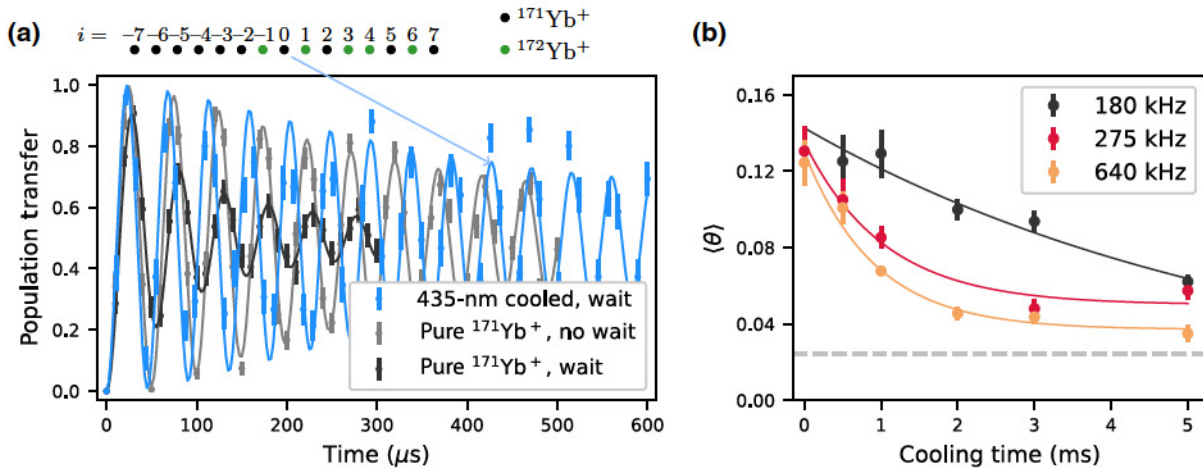 (a)
i = −7−6−5−4−3−2−1 0 1 2 3 4 5 6 7
¹⁷¹Yb⁺
¹⁷²Yb⁺
Population transfer
1.0
0.8
0.6
0.4
0.2
0.0
435-nm cooled, wait
Pure ¹⁷¹Yb⁺, no wait
Pure ¹⁷¹Yb⁺, wait
0 100 200 300 400 500 600
Time (μs)
(b)
⟨θ⟩
0.16
0.12
0.08
0.04
0.00
180 kHz
275 kHz
640 kHz
0 1 2 3 4 5
Cooling time (ms)